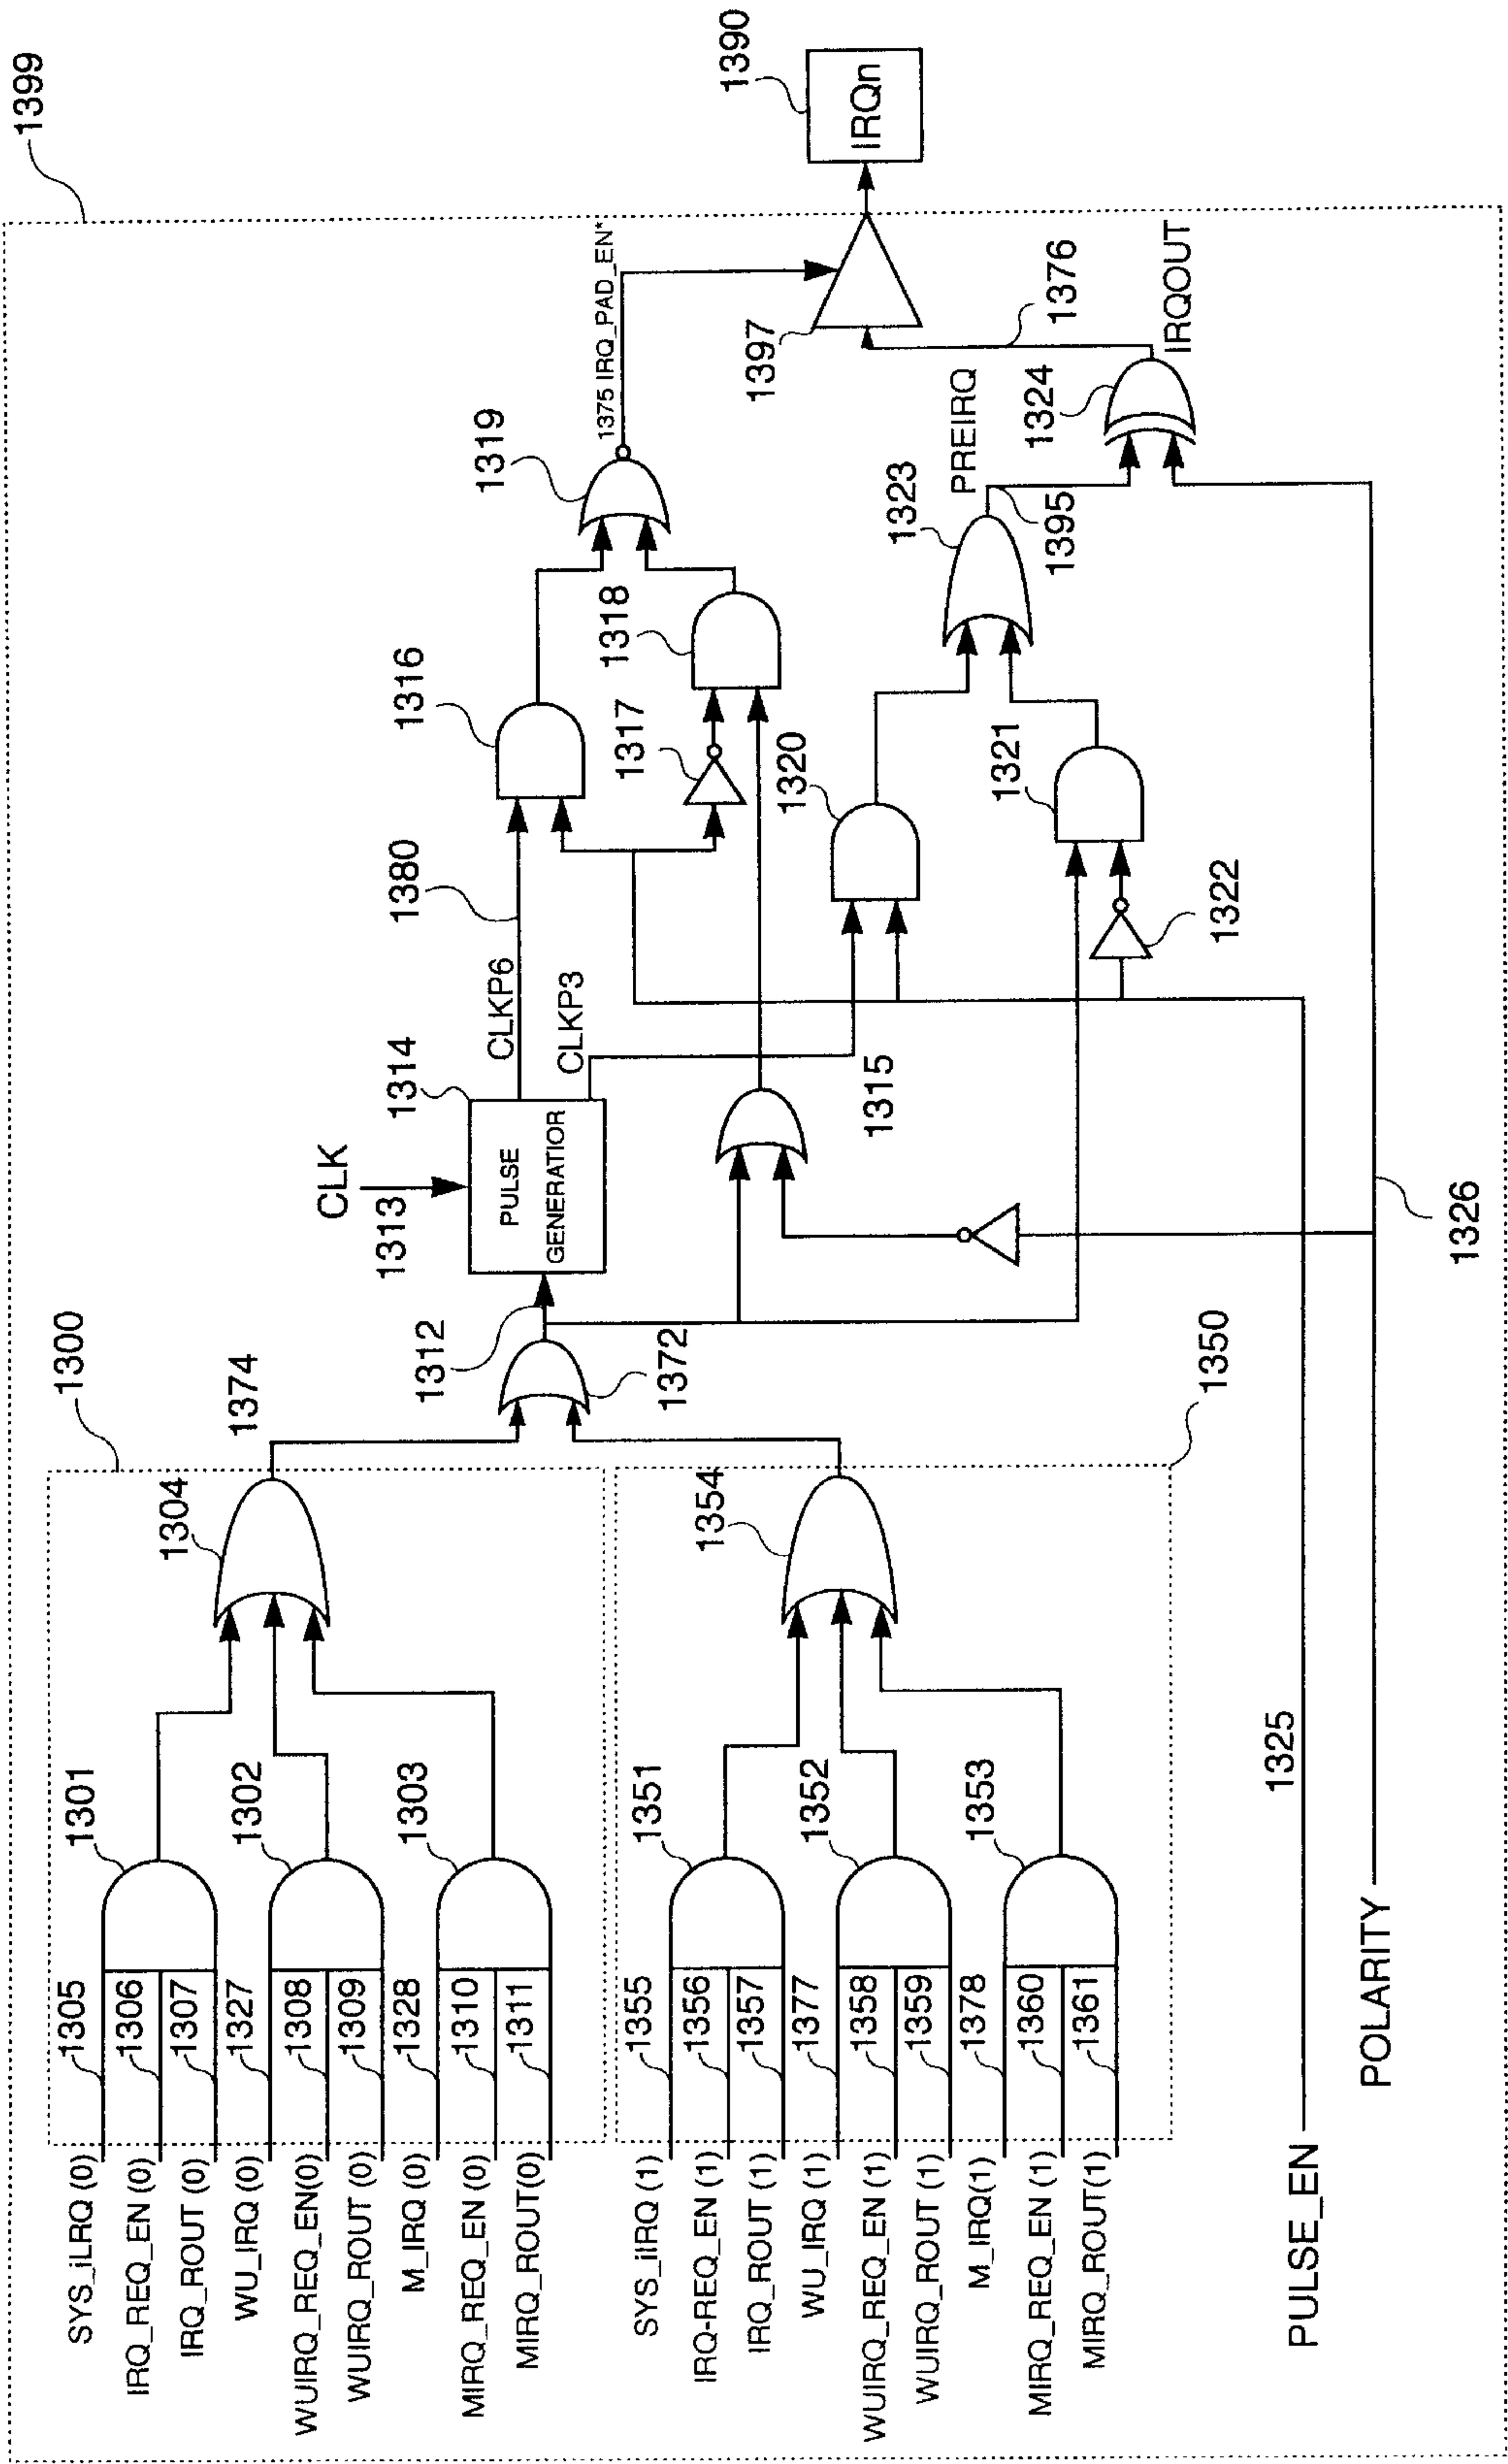 1399
1300
1374
1304
1301
1302
1303
SYS_iLRQ (0)
1305
IRQ_REQ_EN (0)
1306
IRQ_ROUT (0)
1307
WU_IRQ (0)
1327
WUIRQ_REQ_EN(0)
1308
WUIRQ_ROUT (0)
1309
M_IRQ (0)
1328
MIRQ_REQ_EN (0)
1310
MIRQ_ROUT(0)
1311
1350
1354
1351
1352
1353
SYS_iIRQ (1)
1355
IRQ-REQ_EN (1)
1356
IRQ_ROUT (1)
1357
WU_IRQ (1)
1377
WUIRQ_REQ_EN (1)
1358
WUIRQ_ROUT (1)
1359
M_IRQ(1)
1378
MIRQ_REQ_EN (1)
1360
MIRQ_ROUT(1)
1361
PULSE_EN
1325
POLARITY
1326
1312
1372
CLK
1313
1314
PULSE
GENERATIOR
CLKP6
CLKP3
1380
1315
1316
1317
1318
1319
1375 IRQ_PAD_EN*
1320
1321
1322
1323
PREIRQ
1395
1324
IRQOUT
1376
1397
1390
IRQn